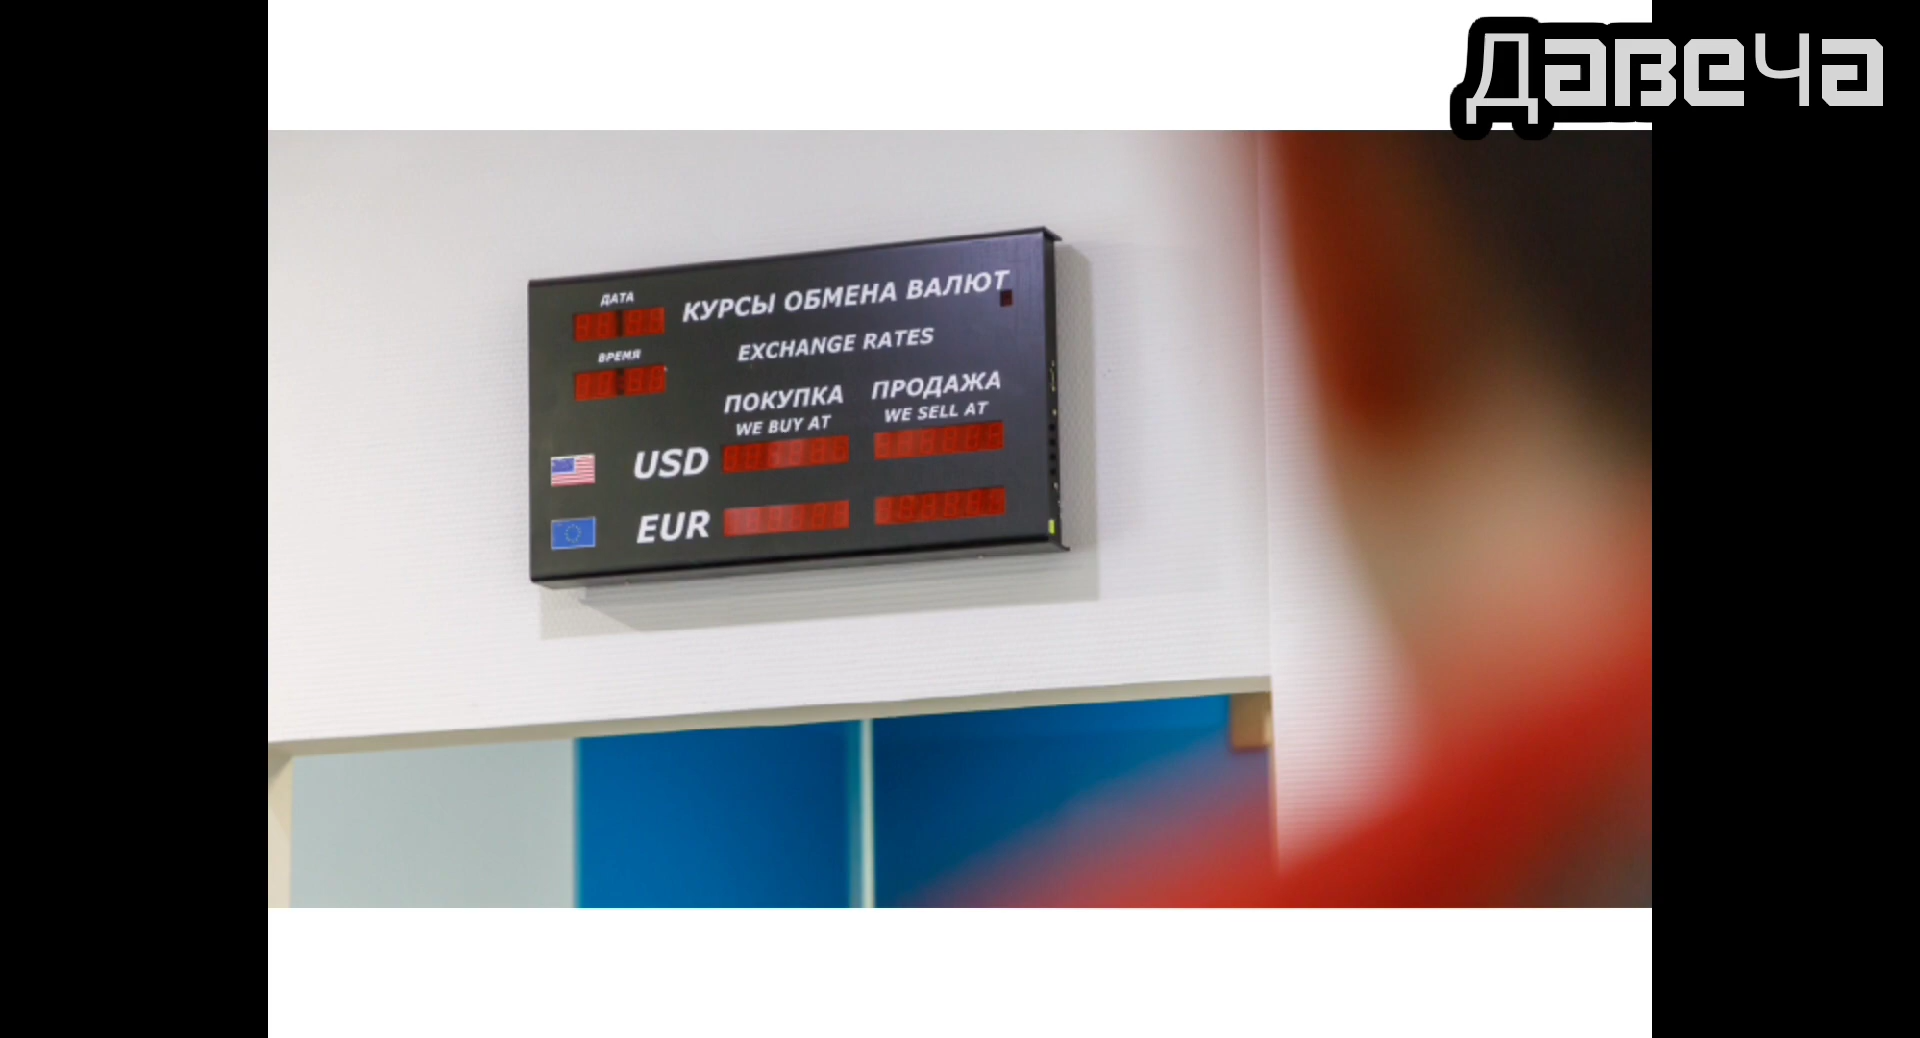 Давеча
ДАТА
КУРСЫ ОБМЕНА ВАЛЮТ
EXCHANGE RATES
ВРЕМЯ
ПОКУПКА ПРОДАЖА
WE BUY AT WE SELL AT
USD
EUR